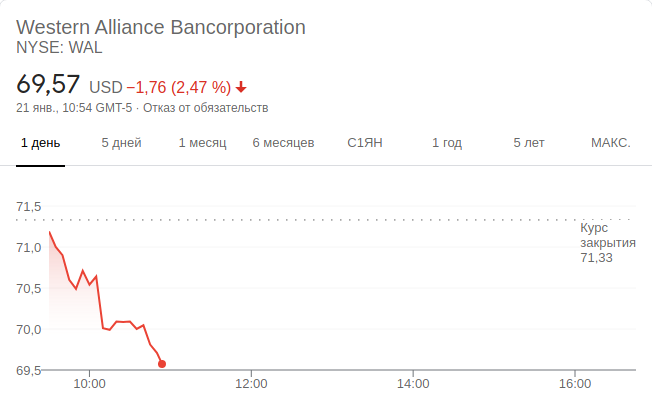 Western Alliance Bancorporation
NYSE: WAL
69,57 USD −1,76 (2,47 %)
21 янв., 10:54 GMT-5 · Отказ от обязательств
1 день 5 дней 1 месяц 6 месяцев С1ЯН 1 год 5 лет МАКС.
71,5
Курс
закрытия
71,33
71,0
70,5
70,0
69,5
10:00 12:00 14:00 16:00